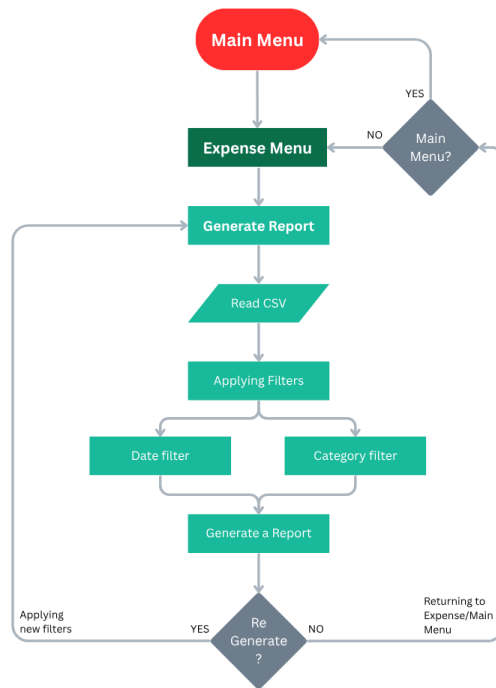 Main Menu
YES
NO
Main
Menu?
Expense Menu
Generate Report
Read CSV
Applying Filters
Date filter
Category filter
Generate a Report
Applying
new filters
YES
Re
Generate
?
NO
Returning to
Expense/Main
Menu